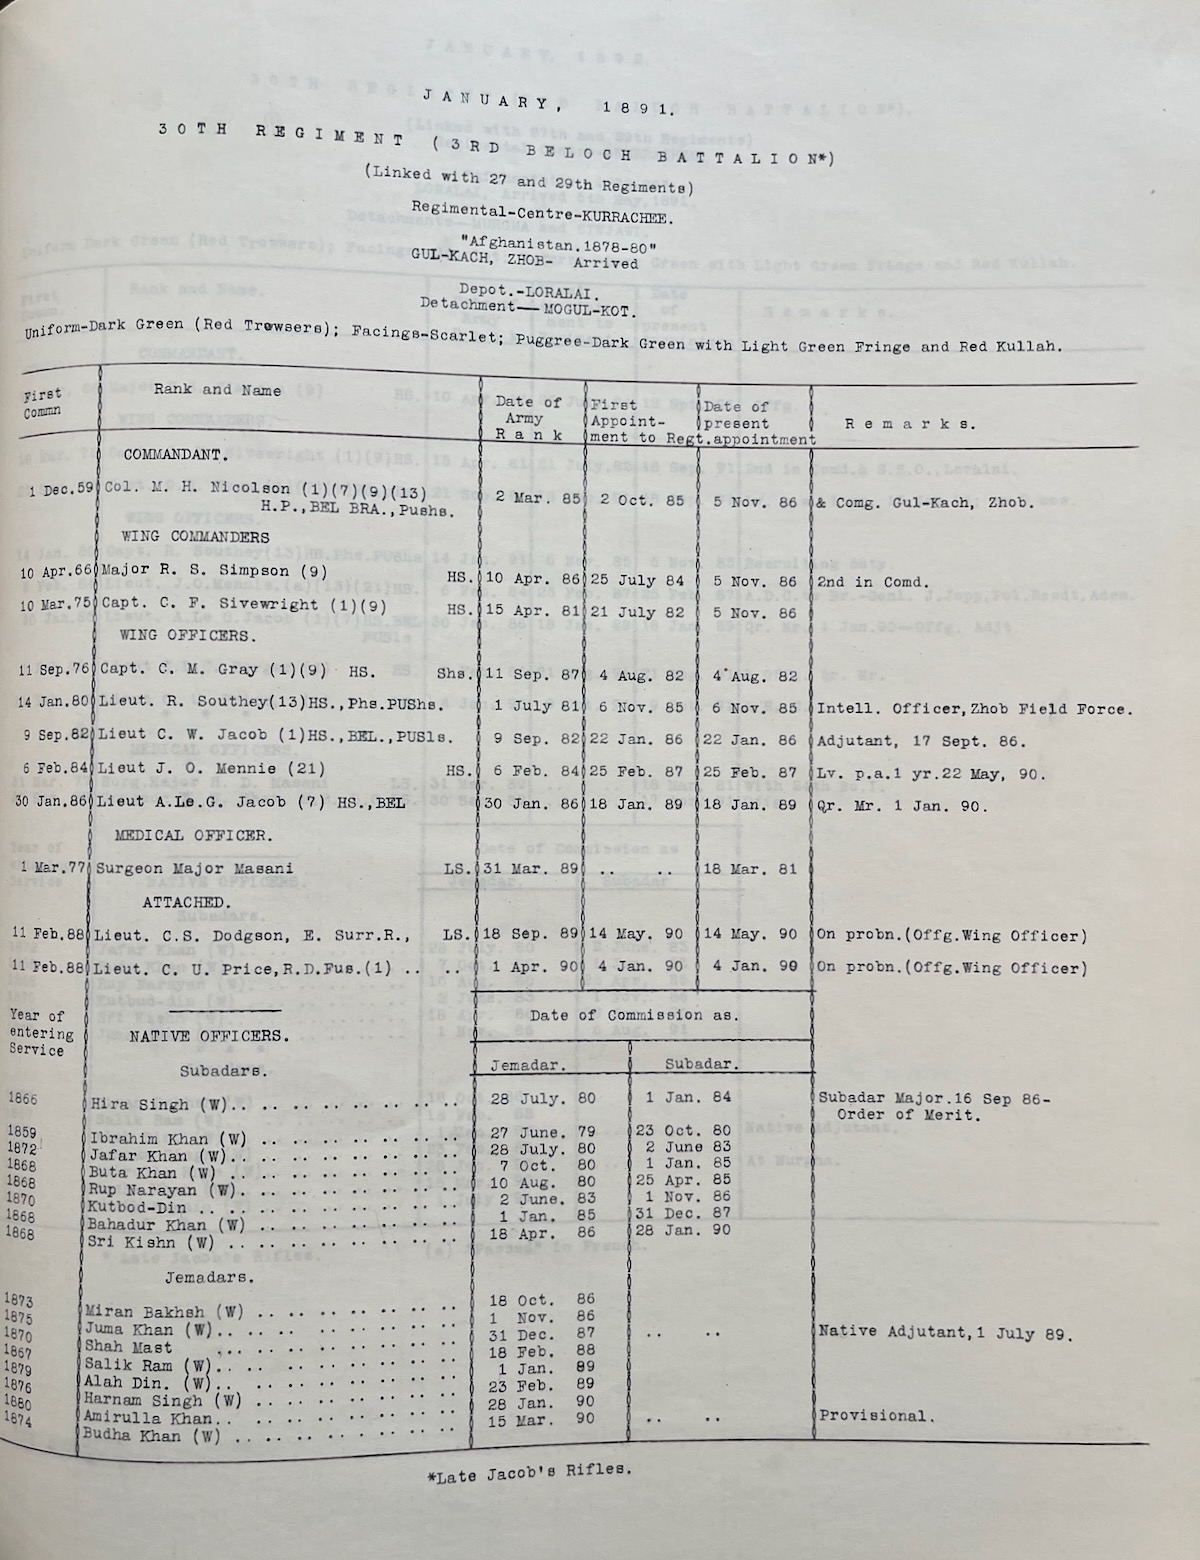 JANUARY, 1891.
30TH REGIMENT (3RD BELOCH BATTALION*)
(Linked with 27 and 29th Regiments)
Regimental-Centre-KURRACHEE.
"Afghanistan.1878-80"
GUL-KACH, ZHOB- Arrived
Depot.-LORALAI.
Detachment—MOGUL-KOT.
Uniform-Dark Green (Red Trowsers); Facings-Scarlet; Puggree-Dark Green with Light Green Fringe and Red Kullah.
First Commn Rank and Name Date of Army Rank First Appointment to Regt. Date of present appointment Remarks.
COMMANDANT.
1 Dec.59 Col. M. H. Nicolson (1)(7)(9)(13) 2 Mar. 85 2 Oct. 85 5 Nov. 86 & Comg. Gul-Kach, Zhob.
H.P.,BEL BRA.,Pushs.
WING COMMANDERS
10 Apr.66 Major R. S. Simpson (9) HS. 10 Apr. 86 25 July 84 5 Nov. 86 2nd in Comd.
10 Mar.75 Capt. C. F. Sivewright (1)(9) HS. 15 Apr. 81 21 July 82 5 Nov. 86
WING OFFICERS.
11 Sep.76 Capt. C. M. Gray (1)(9) HS. Shs. 11 Sep. 87 4 Aug. 82 4 Aug. 82
14 Jan.80 Lieut. R. Southey(13)HS.,Phs.PUShs. 1 July 81 6 Nov. 85 6 Nov. 85 Intell. Officer,Zhob Field Force.
9 Sep.82 Lieut C. W. Jacob (1)HS.,BEL.,PUSls. 9 Sep. 82 22 Jan. 86 22 Jan. 86 Adjutant, 17 Sept. 86.
6 Feb.84 Lieut J. O. Mennie (21) HS. 6 Feb. 84 25 Feb. 87 25 Feb. 87 Lv. p.a.1 yr.22 May, 90.
30 Jan.86 Lieut A.Le.G. Jacob (7) HS.,BEL 30 Jan. 86 18 Jan. 89 18 Jan. 89 Qr. Mr. 1 Jan. 90.
MEDICAL OFFICER.
1 Mar.77 Surgeon Major Masani LS. 31 Mar. 89 .. .. 18 Mar. 81
ATTACHED.
11 Feb.88 Lieut. C.S. Dodgson, E. Surr.R., LS. 18 Sep. 89 14 May. 90 14 May. 90 On probn.(Offg.Wing Officer)
11 Feb.88 Lieut. C. U. Price,R.D.Fus.(1) .. .. 1 Apr. 90 4 Jan. 90 4 Jan. 90 On probn.(Offg.Wing Officer)
Year of entering Service NATIVE OFFICERS. Date of Commission as.
Subadars. Jemadar. Subadar.
1866 Hira Singh (W).. .. .. .. .. .. .. .. 28 July. 80 1 Jan. 84 Subadar Major.16 Sep 86-
Order of Merit.
1859 Ibrahim Khan (W) .. .. .. .. .. .. .. 27 June. 79 23 Oct. 80
1872 Jafar Khan (W).. .. .. .. .. .. .. .. 28 July. 80 2 June 83
1868 Buta Khan (W) .. .. .. .. .. .. .. .. 7 Oct. 80 1 Jan. 85
1868 Rup Narayan (W). .. .. .. .. .. .. .. 10 Aug. 80 25 Apr. 85
1870 Kutbod-Din .. .. .. .. .. .. .. .. .. 2 June. 83 1 Nov. 86
1868 Bahadur Khan (W) .. .. .. .. .. .. .. 1 Jan. 85 31 Dec. 87
1868 Sri Kishn (W) .. .. .. .. .. .. .. .. 18 Apr. 86 28 Jan. 90
Jemadars.
1873 Miran Bakhsh (W) .. .. .. .. .. .. .. 18 Oct. 86
1875 Juma Khan (W).. .. .. .. .. .. .. .. 1 Nov. 86
1870 Shah Mast ... .. .. .. .. .. .. 31 Dec. 87 .. .. Native Adjutant,1 July 89.
1867 Salik Ram (W).. .. .. .. .. .. .. .. 18 Feb. 88
1879 Alah Din. (W).. .. .. .. .. .. .. .. 1 Jan. 89
1876 Harnam Singh (W) .. .. .. .. .. .. .. 23 Feb. 89
1880 Amirulla Khan.. .. .. .. .. .. .. .. 28 Jan. 90
1874 Budha Khan (W) .. .. .. .. .. .. .. .. 15 Mar. 90 .. .. Provisional.
*Late Jacob's Rifles.